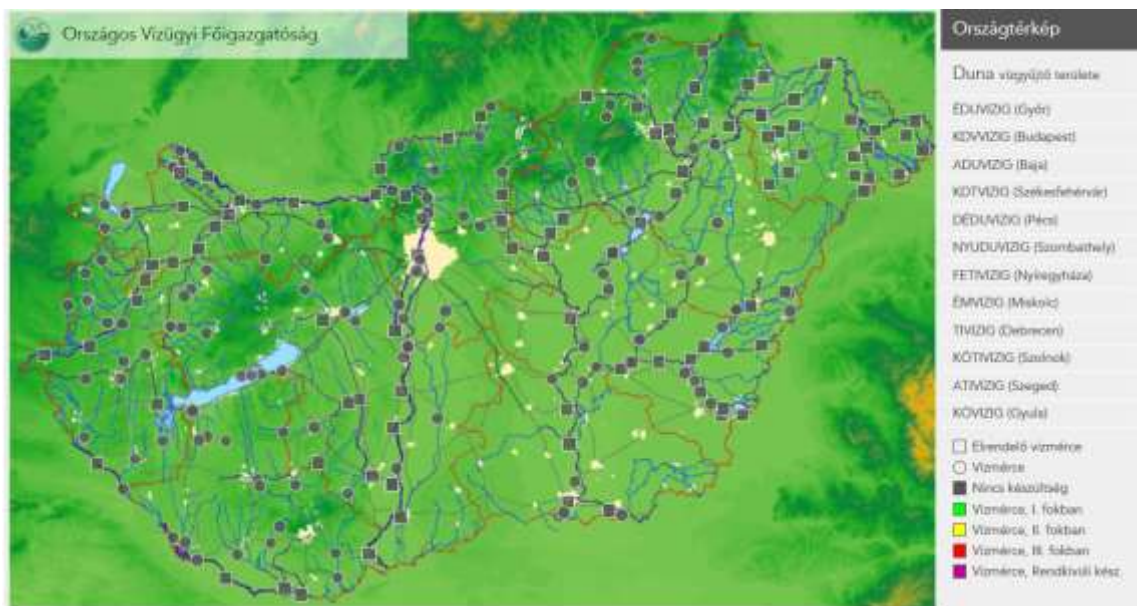 Országos Vízügyi Főigazgatóság
Országtérkép
Duna vízgyűjtő területe
ÉDUVIZIG (Győr)
KDVVIZIG (Budapest)
ADUVIZIG (Baja)
KDTVIZIG (Székesfehérvár)
DÉDUVIZIG (Pécs)
NYUDUVIZIG (Szombathely)
FETIVIZIG (Nyíregyháza)
ÉMVIZIG (Miskolc)
TIVIZIG (Debrecen)
KÖTIVIZIG (Szolnok)
ATIVIZIG (Szeged)
KÖVIZIG (Gyula)
Elrendelő vízmérce
Vízmérce
Nincs készültség
Vízmérce, I. fokban
Vízmérce, II. fokban
Vízmérce, III. fokban
Vízmérce, Rendkívüli kész.